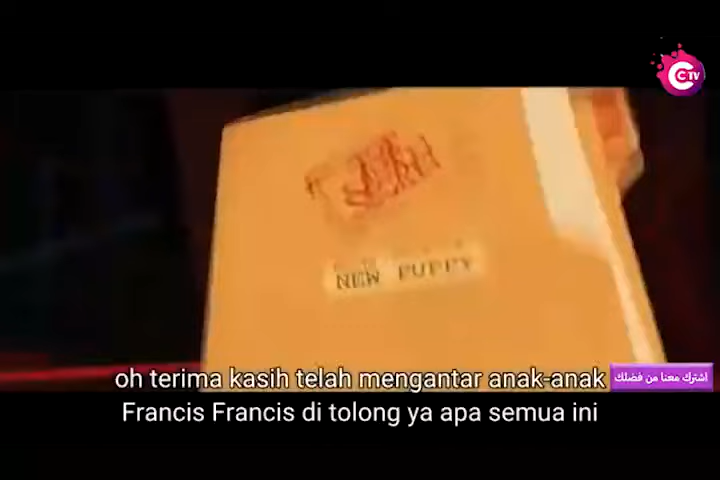 C TV
NEW PUPPY
oh terima kasih telah mengantar anak-anak
اشترك معنا من فضلك
Francis Francis di tolong ya apa semua ini